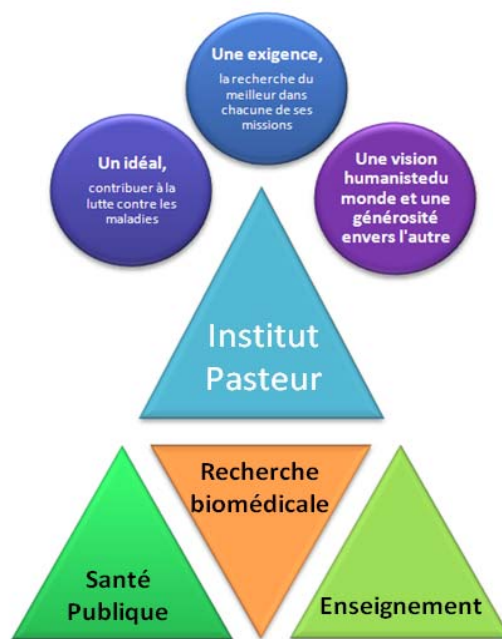 Une exigence,
la recherche du
meilleur dans
chacune de ses
missions
Un idéal,
contribuer à la
lutte contre les
maladies
Une vision
humanistedu
monde et une
générosité
envers l'autre
Institut
Pasteur
Recherche
biomédicale
Santé
Publique
Enseignement